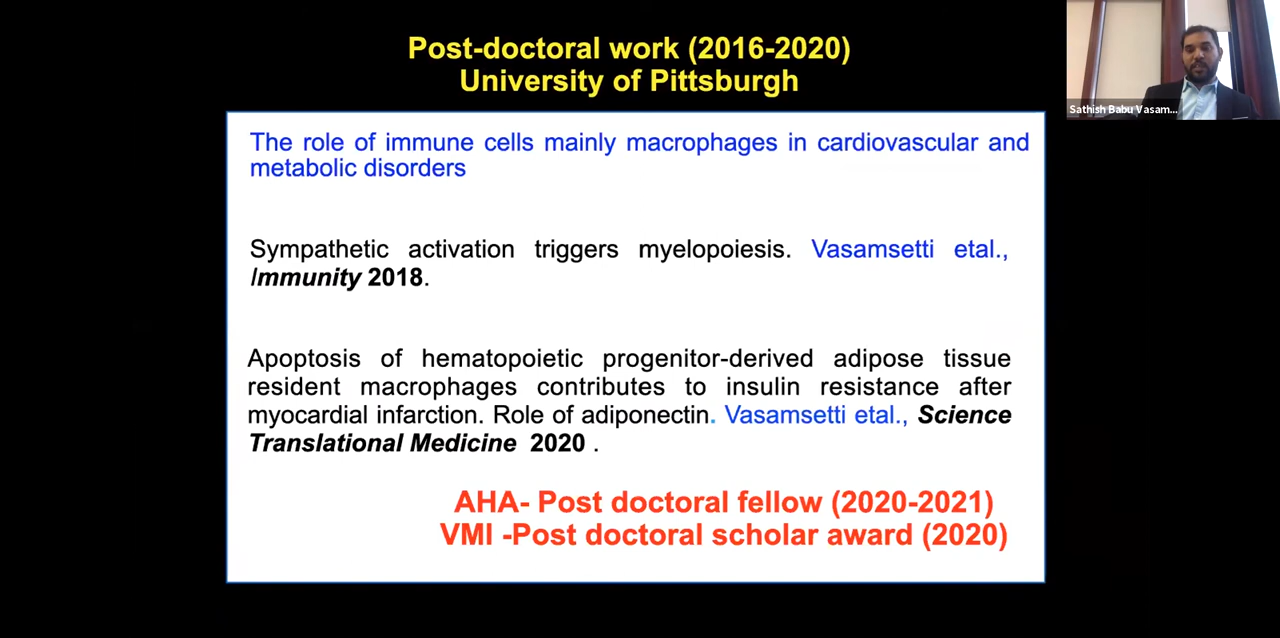 Post-doctoral work (2016-2020)
University of Pittsburgh
Sathish Babu Vasam...
The role of immune cells mainly macrophages in cardiovascular and
metabolic disorders
Sympathetic activation triggers myelopoiesis. Vasamsetti etal.,
Immunity 2018.
Apoptosis of hematopoietic progenitor-derived adipose tissue
resident macrophages contributes to insulin resistance after
myocardial infarction. Role of adiponectin. Vasamsetti etal., Science
Translational Medicine 2020 .
AHA- Post doctoral fellow (2020-2021)
VMI -Post doctoral scholar award (2020)